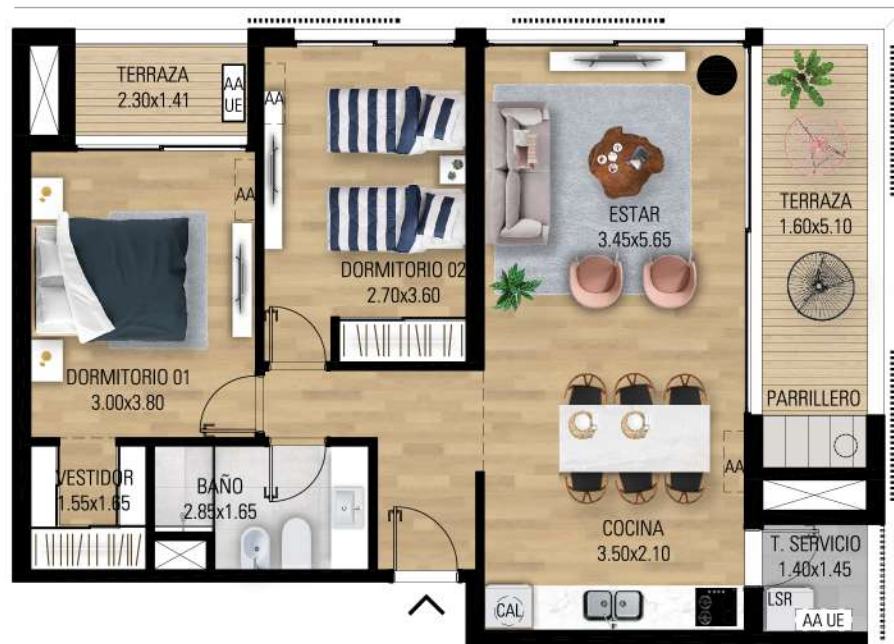 TERRAZA
2.30x1.41
AA
UE
AA
AA
DORMITORIO 02
2.70x3.60
ESTAR
3.45x5.65
TERRAZA
1.60x5.10
DORMITORIO 01
3.00x3.80
PARRILLERO
VESTIDOR
1.55x1.65
BAÑO
2.85x1.65
AA
COCINA
3.50x2.10
T. SERVICIO
1.40x1.45
CAL
LSR
AA UE